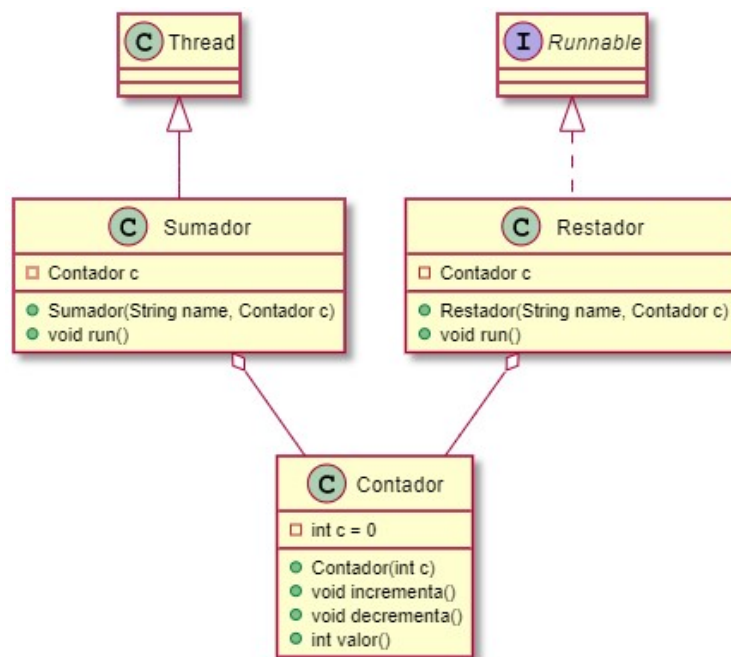 C Thread
I Runnable
C Sumador
Contador c
Sumador(String name, Contador c)
void run()
C Restador
Contador c
Restador(String name, Contador c)
void run()
C Contador
int c = 0
Contador(int c)
void incrementa()
void decrementa()
int valor()